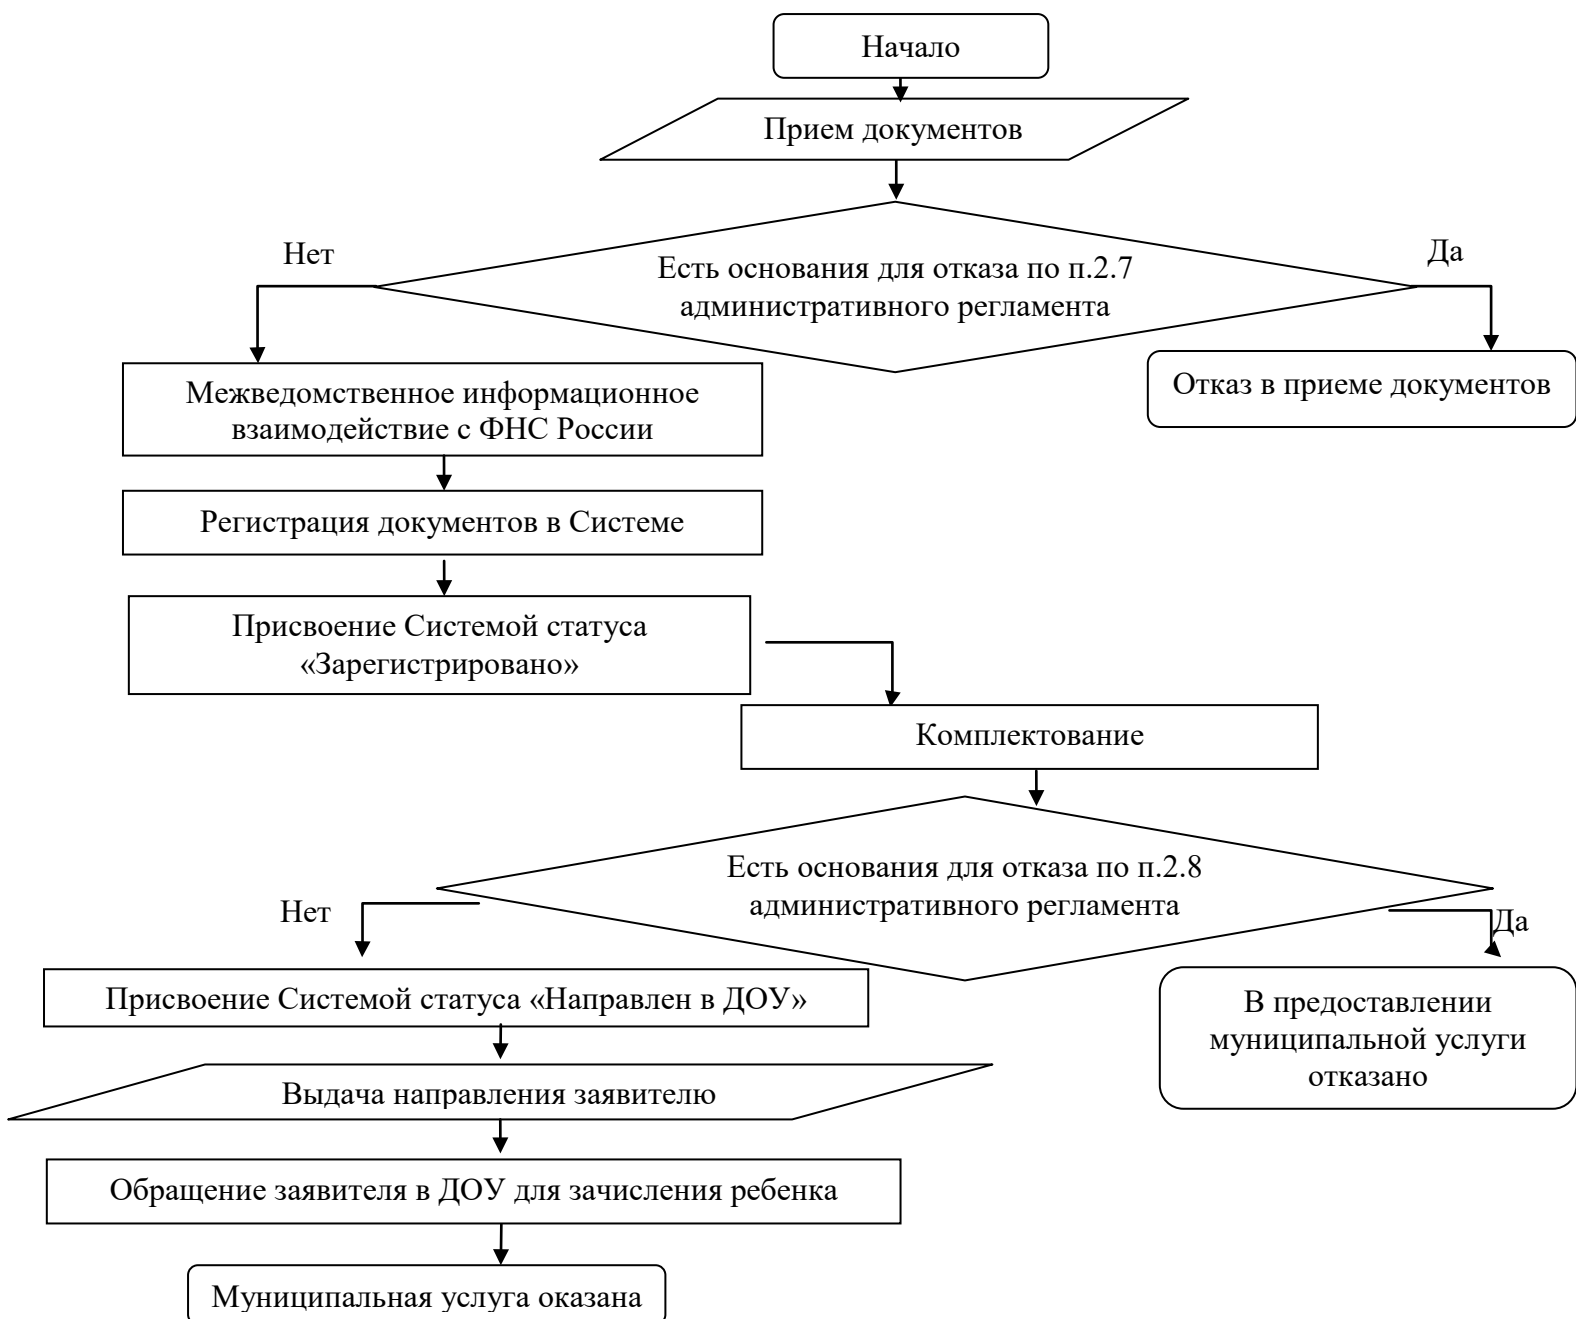 Начало
Прием документов
Нет
Да
Есть основания для отказа по п.2.7
административного регламента
Межведомственное информационное
взаимодействие с ФНС России
Отказ в приеме документов
Регистрация документов в Системе
Присвоение Системой статуса
«Зарегистрировано»
Комплектование
Есть основания для отказа по п.2.8
административного регламента
Нет
Да
Присвоение Системой статуса «Направлен в ДОУ»
В предоставлении
муниципальной услуги
отказано
Выдача направления заявителю
Обращение заявителя в ДОУ для зачисления ребенка
Муниципальная услуга оказана